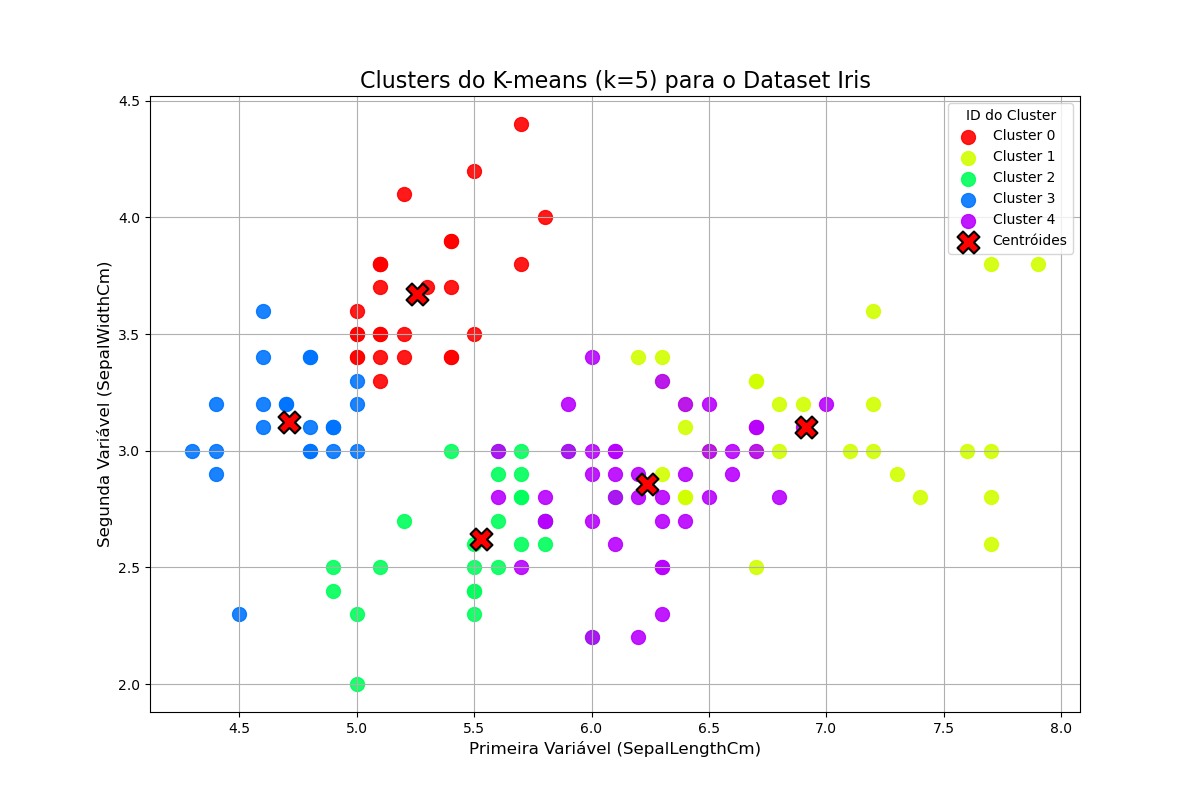 Clusters do K-means (k=5) para o Dataset Iris
ID do Cluster
Cluster 0
Cluster 1
Cluster 2
Cluster 3
Cluster 4
Centróides
Segunda Variável (SepalWidthCm)
4.5
4.0
3.5
3.0
2.5
2.0
4.5
5.0
5.5
6.0
6.5
7.0
7.5
8.0
Primeira Variável (SepalLengthCm)